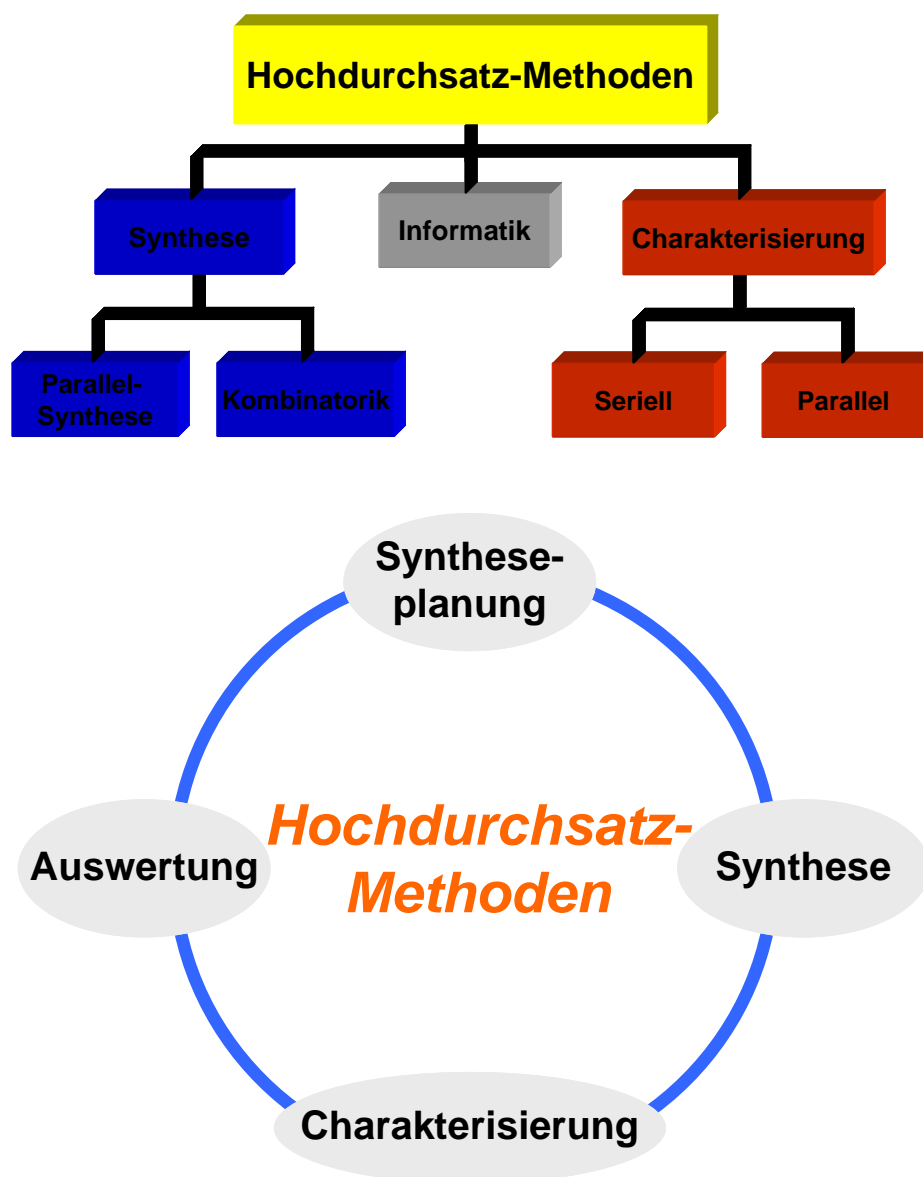 Hochdurchsatz-Methoden
Synthese
Informatik
Charakterisierung
Parallel-
Synthese
Kombinatorik
Seriell
Parallel
Synthese-
planung
Hochdurchsatz-
Methoden
Auswertung
Synthese
Charakterisierung